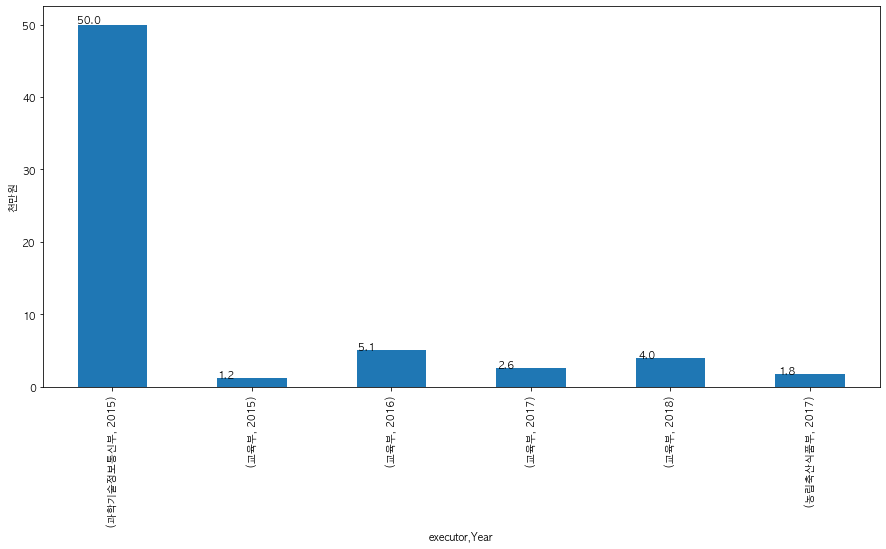 50.0
1.2
5.1
2.6
4.0
1.8
50
40
30
20
10
0
천만원
(과학기술정보통신부, 2015)
(교육부, 2015)
(교육부, 2016)
(교육부, 2017)
(교육부, 2018)
(농림축산식품부, 2017)
executor,Year